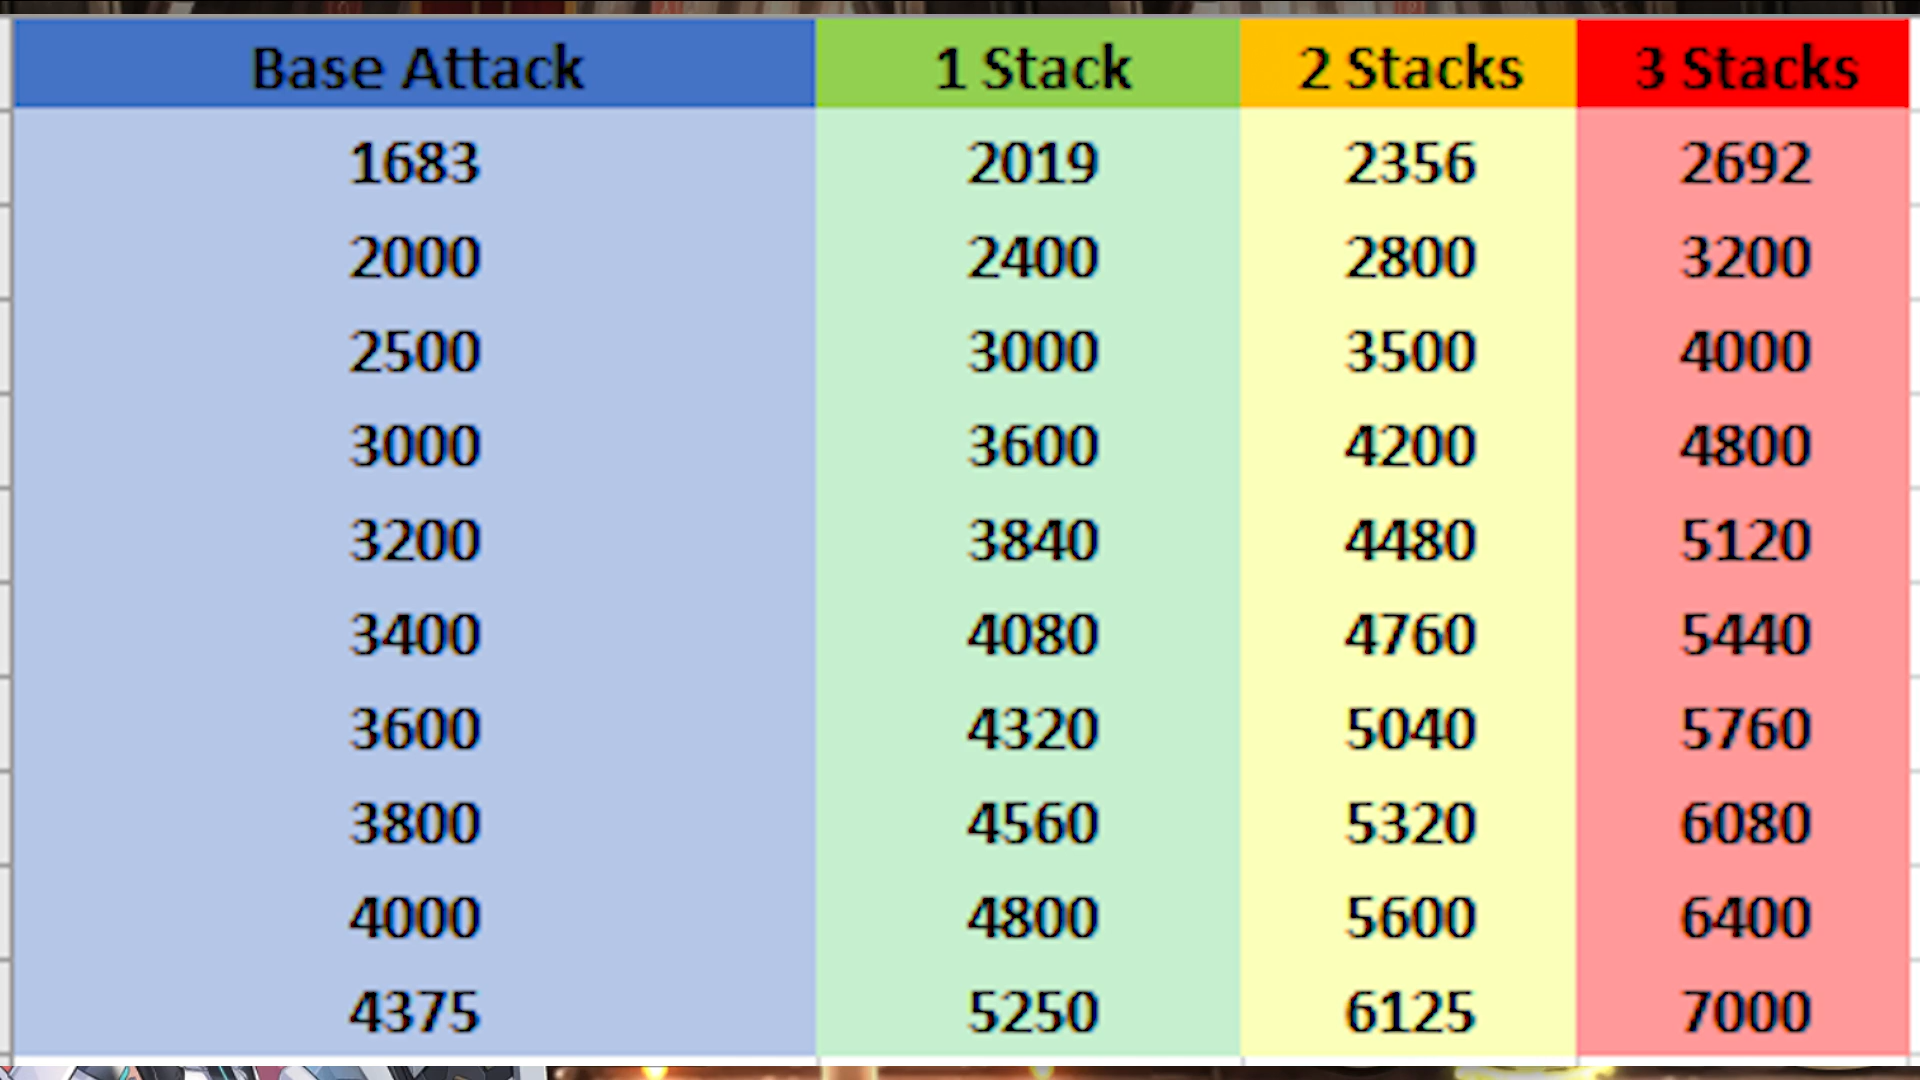 Base Attack 1 Stack 2 Stacks 3 Stacks
1683 2019 2356 2692
2000 2400 2800 3200
2500 3000 3500 4000
3000 3600 4200 4800
3200 3840 4480 5120
3400 4080 4760 5440
3600 4320 5040 5760
3800 4560 5320 6080
4000 4800 5600 6400
4375 5250 6125 7000